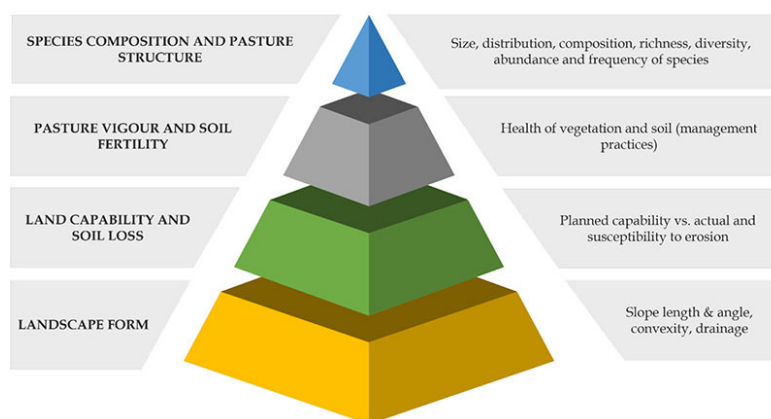 SPECIES COMPOSITION AND PASTURE
STRUCTURE
Size, distribution, composition, richness, diversity,
abundance and frequency of species
PASTURE VIGOUR AND SOIL
FERTILITY
Health of vegetation and soil (management
practices)
LAND CAPABILITY AND
SOIL LOSS
Planned capability vs. actual and
susceptibility to erosion
LANDSCAPE FORM
Slope length & angle,
convexity, drainage